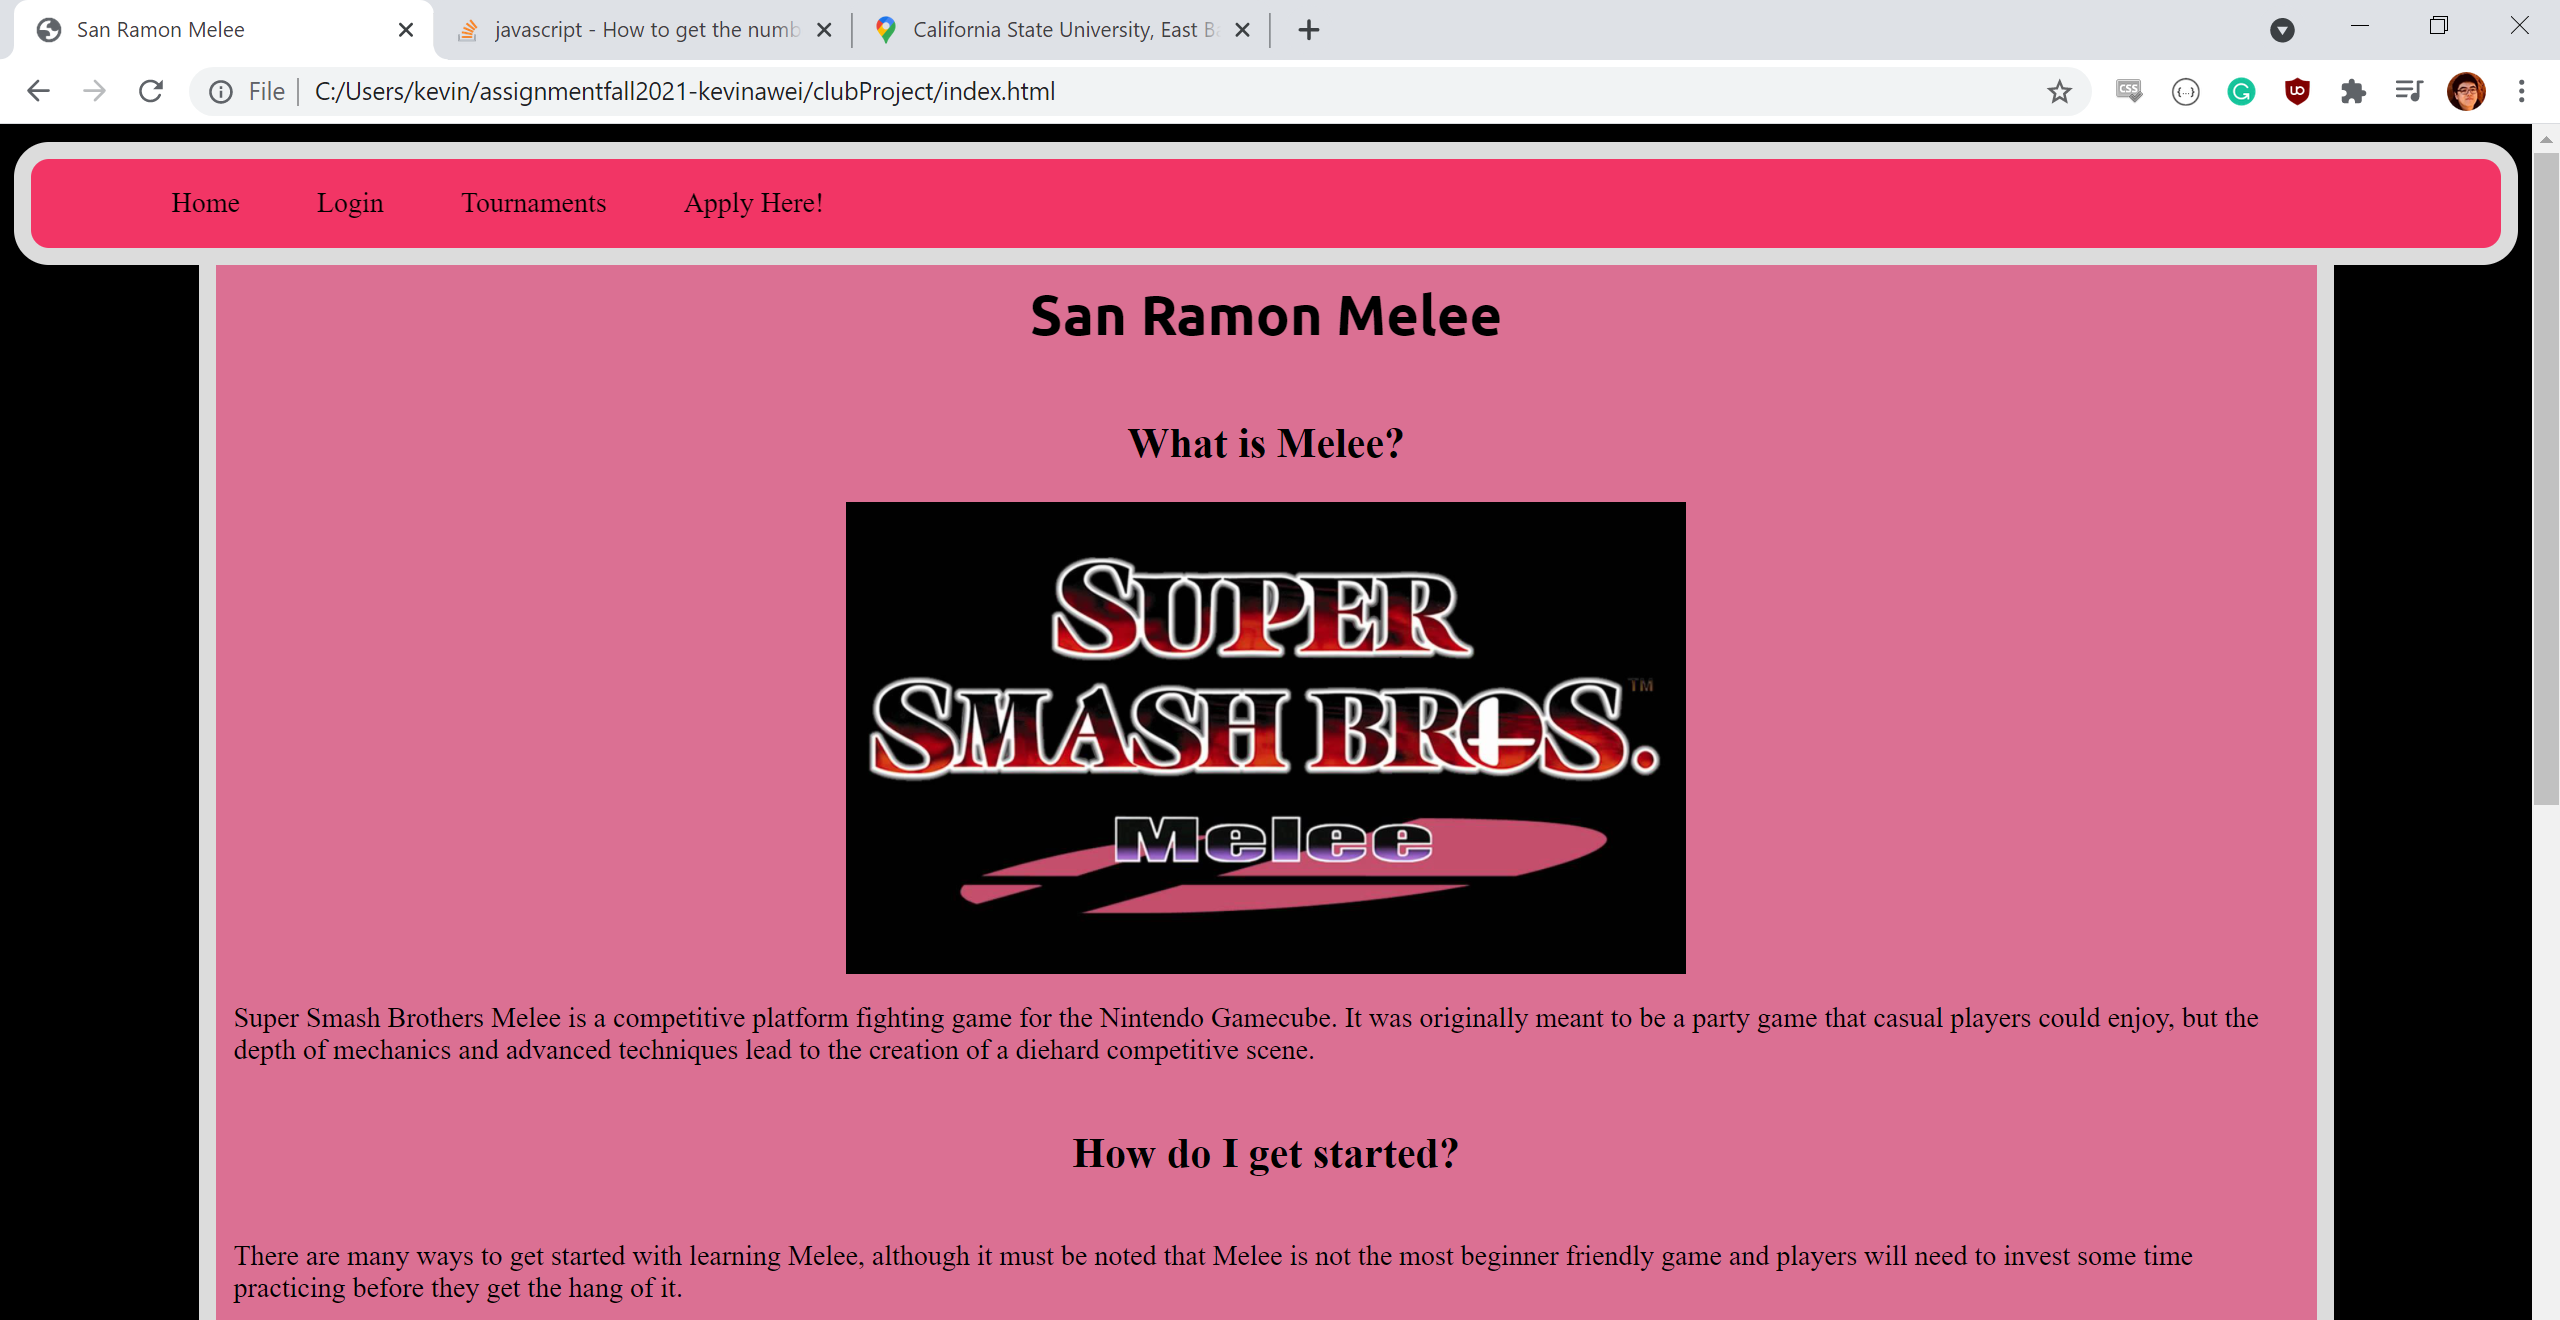 San Ramon Melee
javascript - How to get the numb
California State University, East Ba
File
C:/Users/kevin/assignmentfall2021-kevinawei/clubProject/index.html
CSS
{...}
Home
Login
Tournaments
Apply Here!
San Ramon Melee
What is Melee?
SUPER
SMASH BROS.™
Melee
Super Smash Brothers Melee is a competitive platform fighting game for the Nintendo Gamecube. It was originally meant to be a party game that casual players could enjoy, but the
depth of mechanics and advanced techniques lead to the creation of a diehard competitive scene.
How do I get started?
There are many ways to get started with learning Melee, although it must be noted that Melee is not the most beginner friendly game and players will need to invest some time
practicing before they get the hang of it.